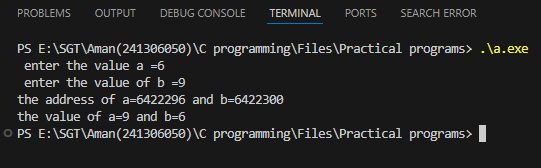 PROBLEMS OUTPUT DEBUG CONSOLE TERMINAL PORTS SEARCH ERROR
PS E:\SGT\Aman(241306050)\C programming\Files\Practical programs> .\a.exe
 enter the value a =6
 enter the value of b =9
the address of a=6422296 and b=6422300
the value of a=9 and b=6
PS E:\SGT\Aman(241306050)\C programming\Files\Practical programs>